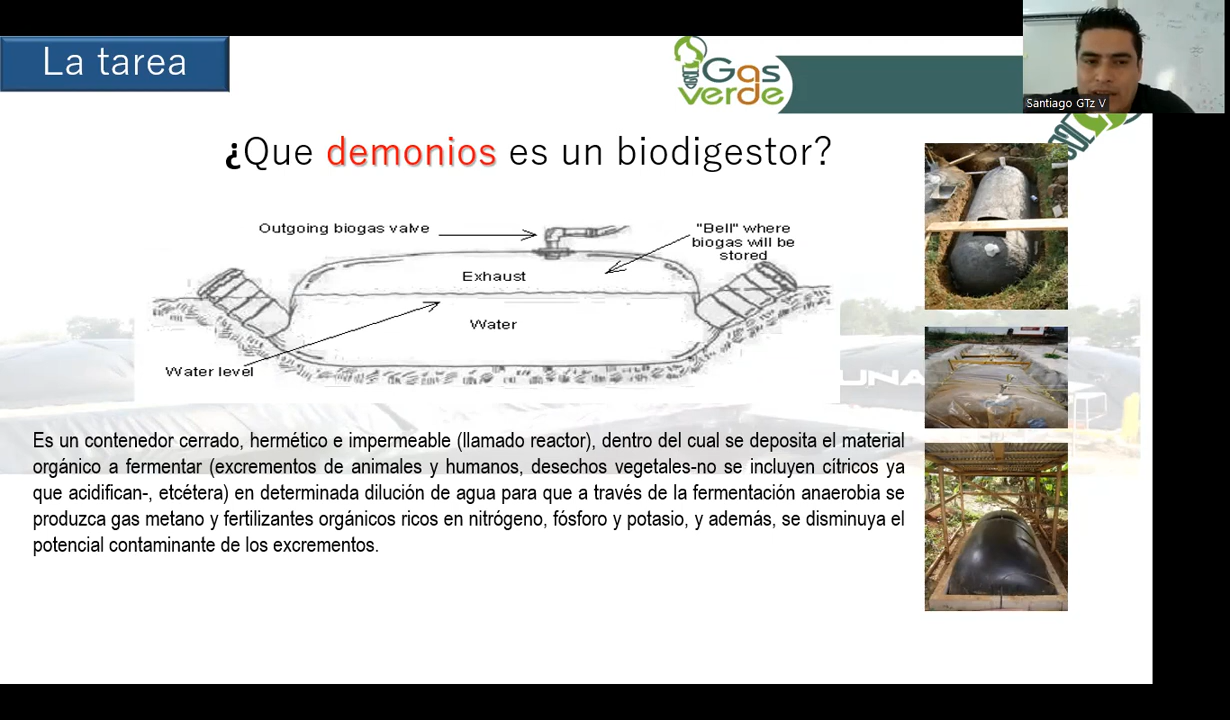 La tarea
Gas
verde
Santiago GTz V
¿Que demonios es un biodigestor?
Outgoing biogas valve
"Bell" where
biogas will be
stored
Exhaust
Water
Water level
UNA
Es un contenedor cerrado, hermético e impermeable (llamado reactor), dentro del cual se deposita el material
orgánico a fermentar (excrementos de animales y humanos, desechos vegetales-no se incluyen cítricos ya
que acidifican-, etcétera) en determinada dilución de agua para que a través de la fermentación anaerobia se
produzca gas metano y fertilizantes orgánicos ricos en nitrógeno, fósforo y potasio, y además, se disminuya el
potencial contaminante de los excrementos.